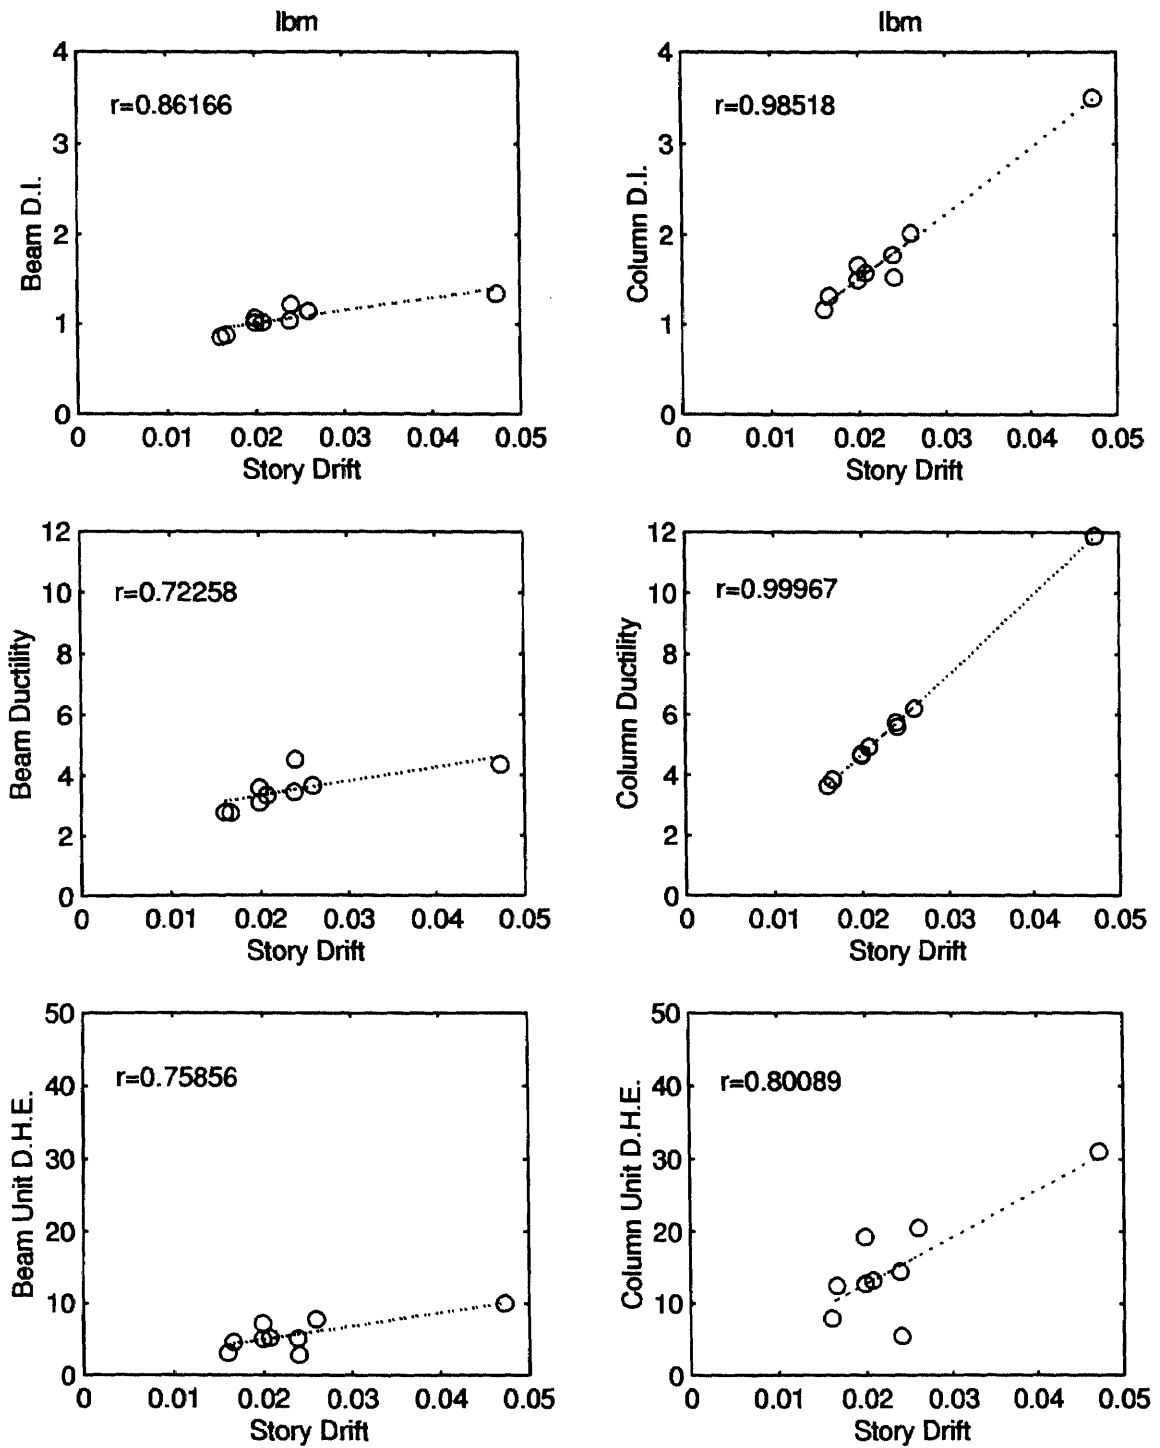 Ibm
4
r=0.86166
3
2
1
0
Beam D.I.
0 0.01 0.02 0.03 0.04 0.05
Story Drift
Ibm
4
r=0.98518
3
2
1
0
Column D.I.
0 0.01 0.02 0.03 0.04 0.05
Story Drift
12
10
r=0.72258
8
6
4
2
0
Beam Ductility
0 0.01 0.02 0.03 0.04 0.05
Story Drift
12
10
r=0.99967
8
6
4
2
0
Column Ductility
0 0.01 0.02 0.03 0.04 0.05
Story Drift
50
r=0.75856
40
30
20
10
0
Beam Unit D.H.E.
0 0.01 0.02 0.03 0.04 0.05
Story Drift
50
r=0.80089
40
30
20
10
0
Column Unit D.H.E.
0 0.01 0.02 0.03 0.04 0.05
Story Drift